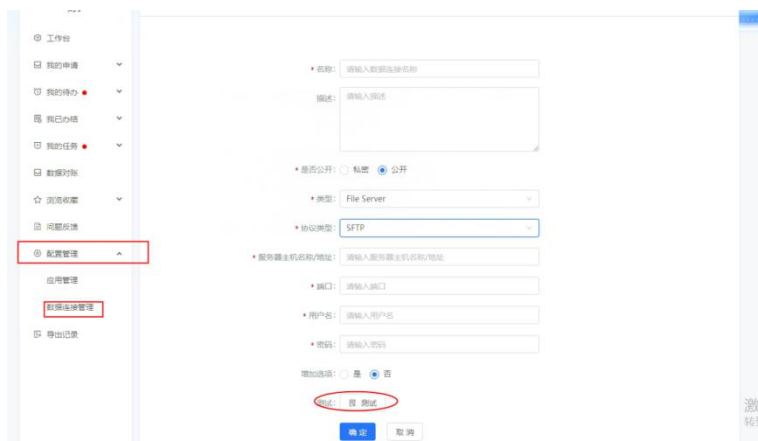 工作台
我的申请
我的待办
我已办结
我的任务
数据对账
浏览收藏
问题反馈
配置管理
应用管理
数据连接管理
导出记录
* 名称: 请输入数据连接名称
描述: 请输入描述
* 是否公开: 私密 公开
* 类型: File Server
* 协议类型: SFTP
* 服务器主机名称/地址: 请输入服务器主机名称/地址
* 端口: 请输入端口
* 用户名: 请输入用户名
* 密码: 请输入密码
增加选项: 是 否
测试: 测试
确定 取消
激
转